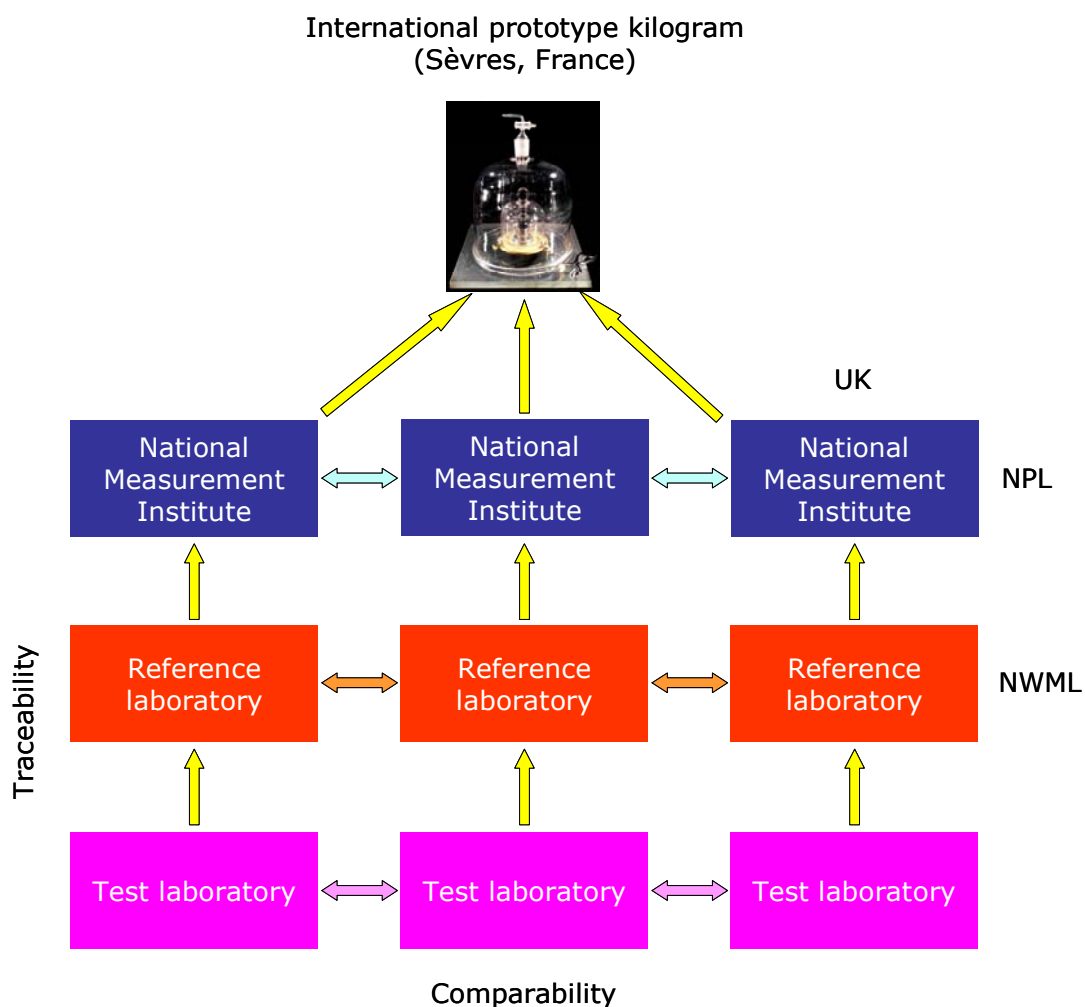 International prototype kilogram
(Sèvres, France)
UK
National
Measurement
Institute
National
Measurement
Institute
National
Measurement
Institute
NPL
Traceability
Reference
laboratory
Reference
laboratory
Reference
laboratory
NWML
Test laboratory
Test laboratory
Test laboratory
Comparability